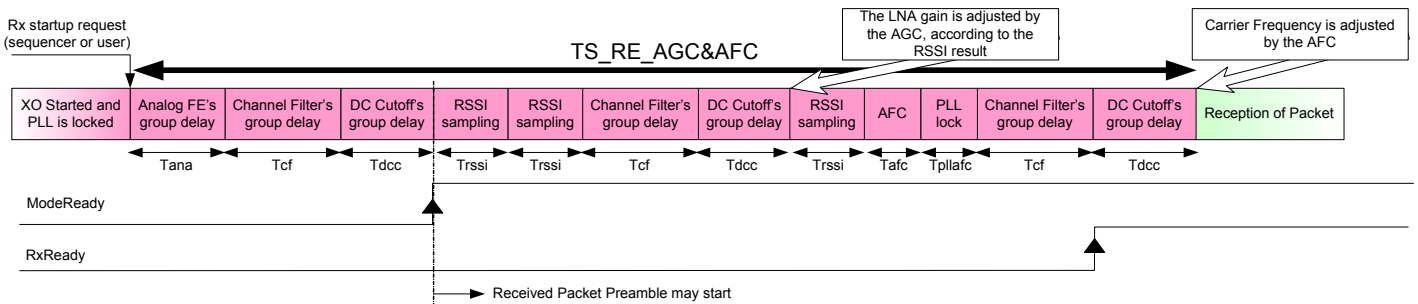 Rx startup request
(sequencer or user)
TS_RE_AGC&AFC
The LNA gain is adjusted by
the AGC, according to the
RSSI result
Carrier Frequency is adjusted
by the AFC
XO Started and
PLL is locked
Analog FE's
group delay
Channel Filter's
group delay
DC Cutoff's
group delay
RSSI
sampling
RSSI
sampling
Channel Filter's
group delay
DC Cutoff's
group delay
RSSI
sampling
AFC
PLL
lock
Channel Filter's
group delay
DC Cutoff's
group delay
Reception of Packet
Tana
Tcf
Tdcc
Trssi
Trssi
Tcf
Tdcc
Trssi
Tafc
Tpllafc
Tcf
Tdcc
ModeReady
RxReady
Received Packet Preamble may start